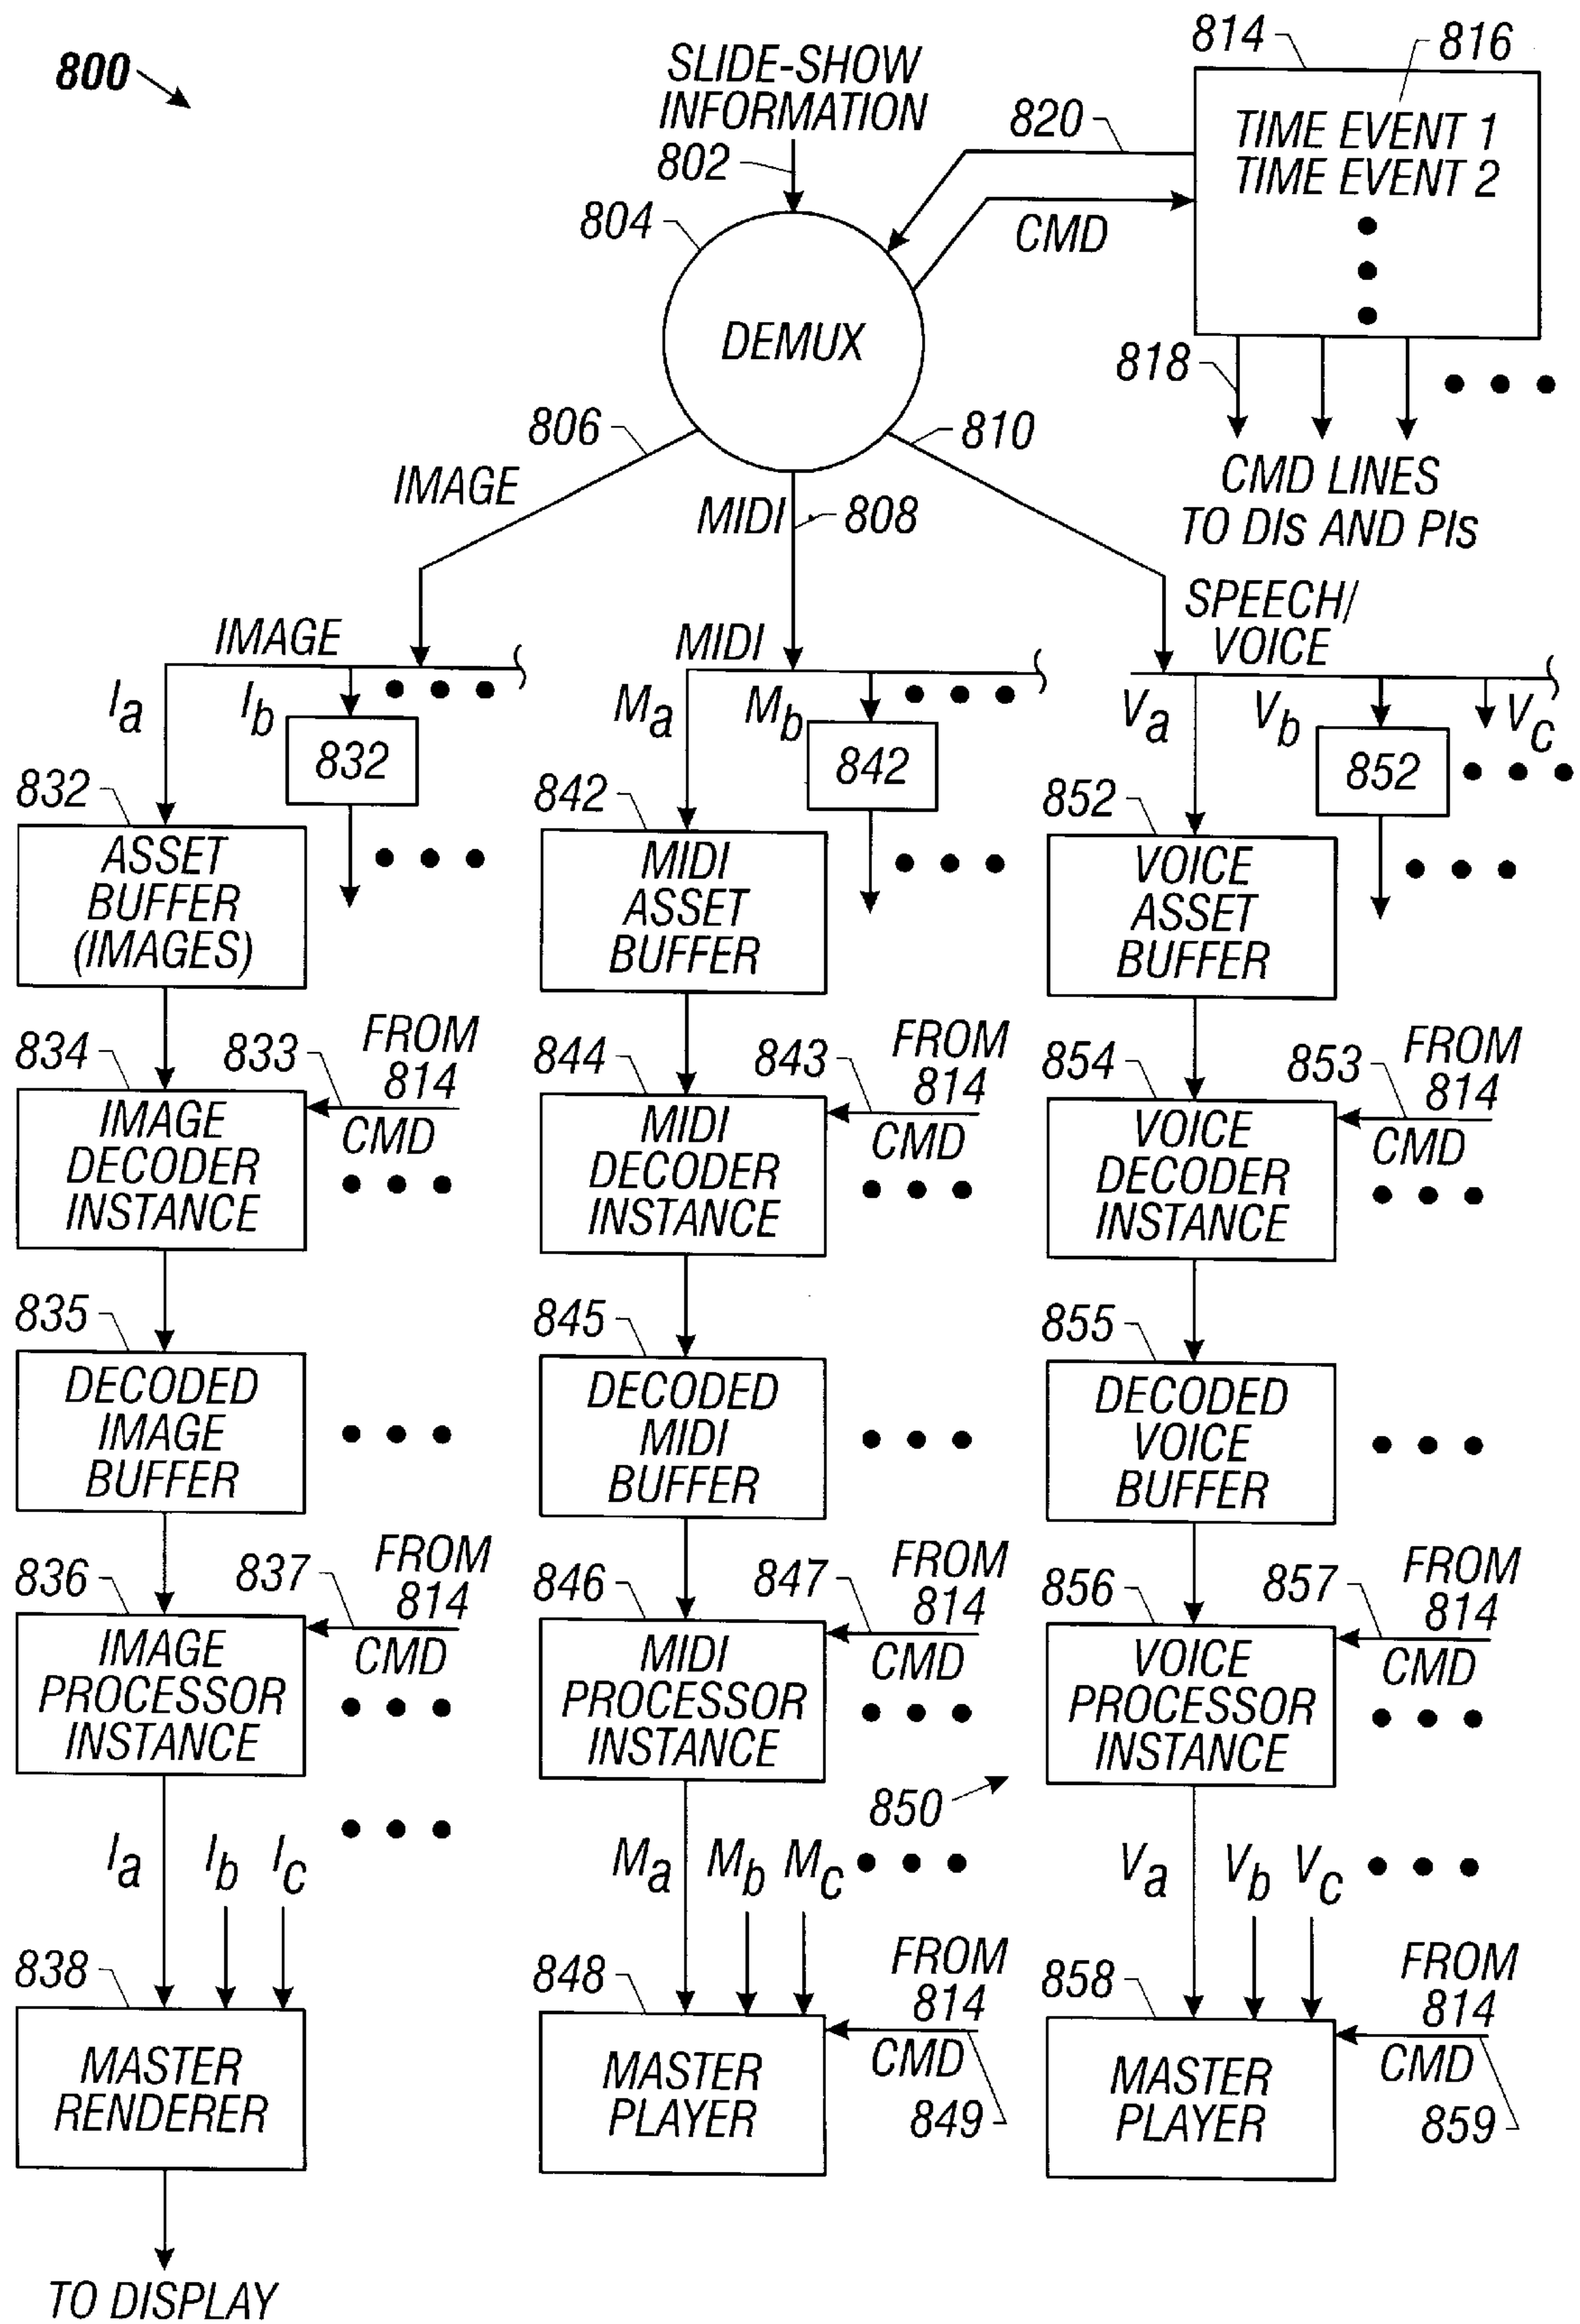 800
SLIDE-SHOW
INFORMATION
802
804
DEMUX
820
CMD
814
816
TIME EVENT 1
TIME EVENT 2
818
CMD LINES
TO DIs AND PIs
806
IMAGE
MIDI
808
810
IMAGE
Ia
Ib
832
MIDI
Ma
Mb
842
SPEECH/
VOICE
Va
Vb
Vc
852
832
ASSET
BUFFER
(IMAGES)
842
MIDI
ASSET
BUFFER
852
VOICE
ASSET
BUFFER
834
833
FROM
814
CMD
IMAGE
DECODER
INSTANCE
844
843
FROM
814
CMD
MIDI
DECODER
INSTANCE
854
853
FROM
814
CMD
VOICE
DECODER
INSTANCE
835
DECODED
IMAGE
BUFFER
845
DECODED
MIDI
BUFFER
855
DECODED
VOICE
BUFFER
836
837
FROM
814
CMD
IMAGE
PROCESSOR
INSTANCE
846
847
FROM
814
CMD
MIDI
PROCESSOR
INSTANCE
856
857
FROM
814
CMD
VOICE
PROCESSOR
INSTANCE
850
Ia
Ib
Ic
Ma
Mb
Mc
Va
Vb
Vc
838
MASTER
RENDERER
848
FROM
814
CMD
849
MASTER
PLAYER
858
FROM
814
CMD
859
MASTER
PLAYER
TO DISPLAY